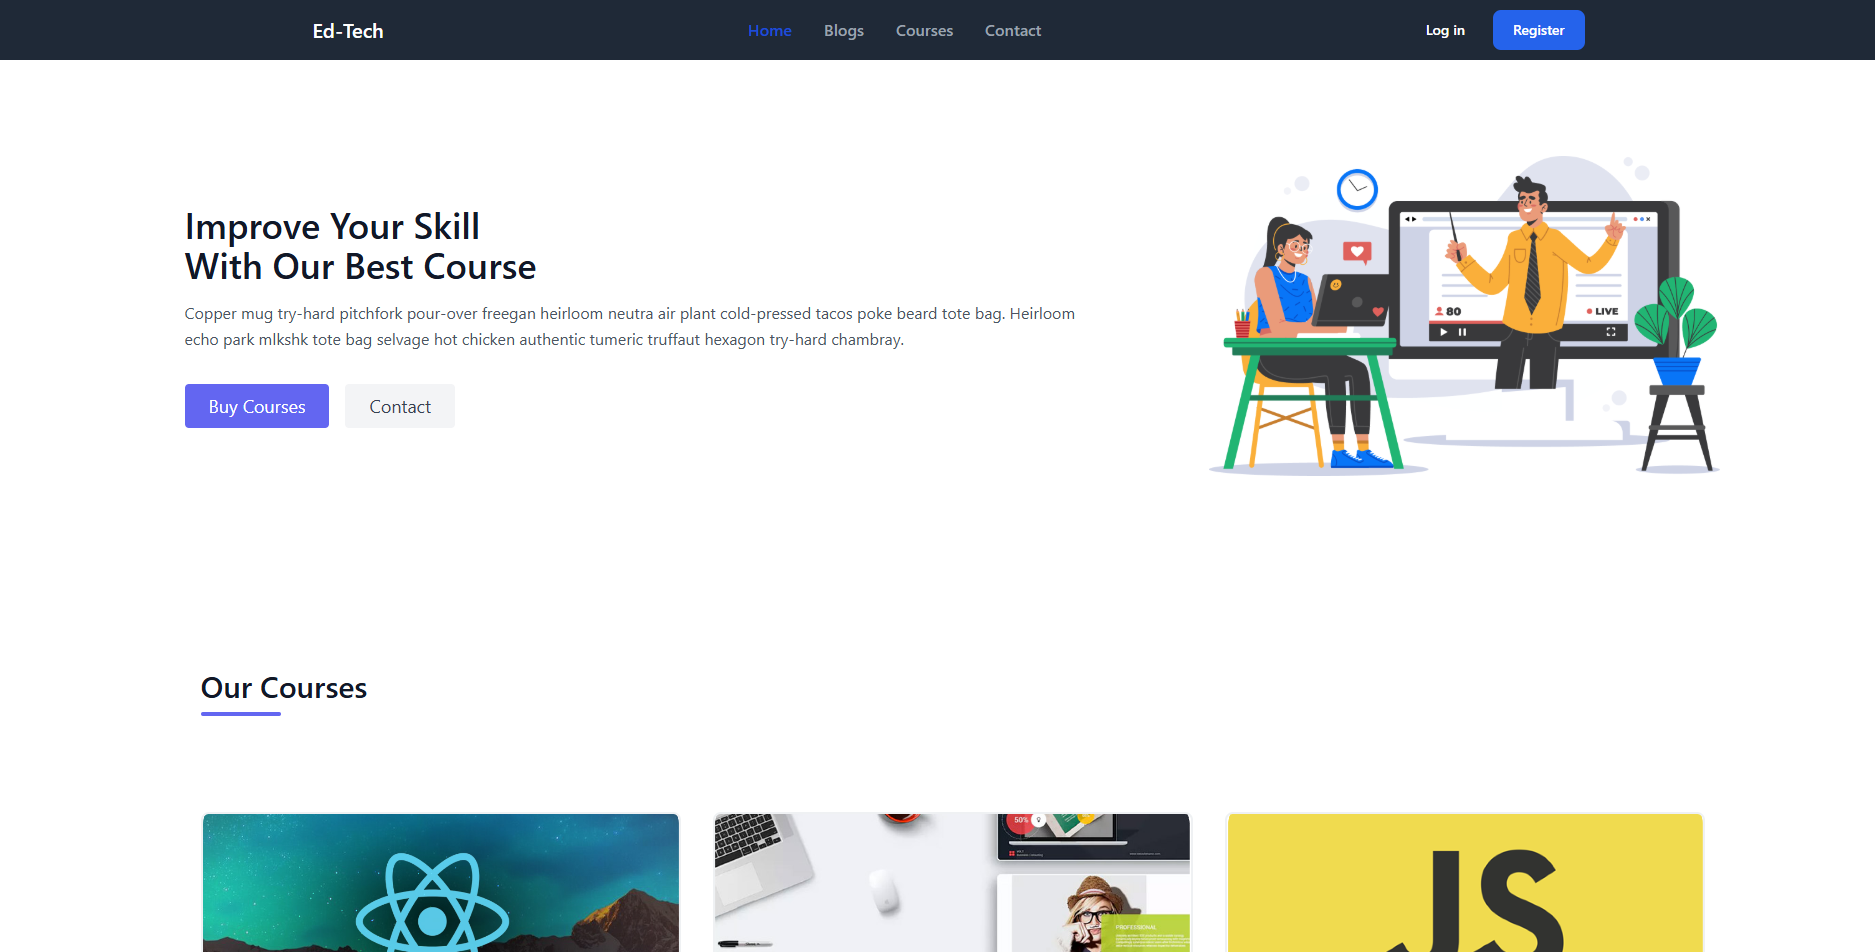 Ed-Tech
Home
Blogs
Courses
Contact
Log in
Register
Improve Your Skill
With Our Best Course
Copper mug try-hard pitchfork pour-over freegan heirloom neutra air plant cold-pressed tacos poke beard tote bag. Heirloom
echo park mlkshk tote bag selvage hot chicken authentic tumeric truffaut hexagon try-hard chambray.
Buy Courses
Contact
80
LIVE
Our Courses
50%
PROFESSIONAL
JS